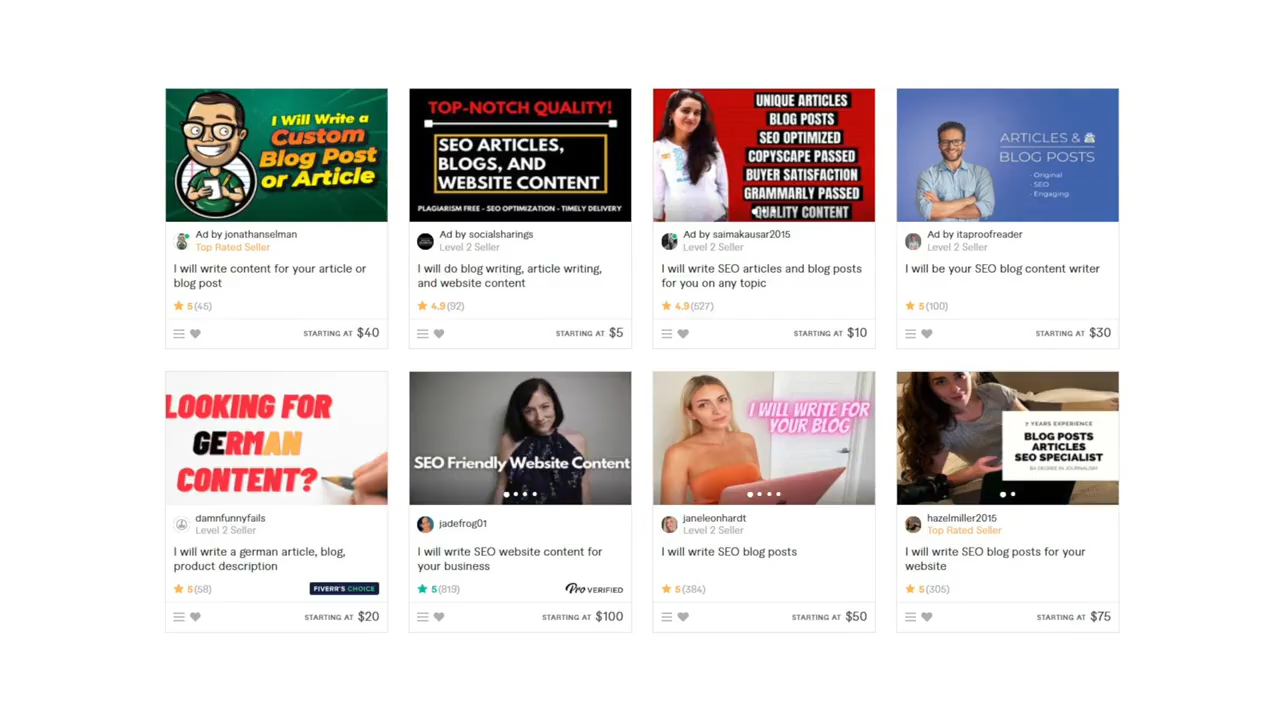 I Will Write a
Custom
Blog Post
or Article
Ad by jonathanselman
Top Rated Seller
I will write content for your article or
blog post
5(45)
STARTING AT $40
TOP-NOTCH QUALITY!
SEO ARTICLES,
BLOGS, AND
WEBSITE CONTENT
PLAGIARISM FREE - SEO OPTIMIZATION - TIMELY DELIVERY
Ad by socialsharings
Level 2 Seller
I will do blog writing, article writing,
and website content
4.9(92)
STARTING AT $5
UNIQUE ARTICLES
BLOG POSTS
SEO OPTIMIZED
COPYSCAPE PASSED
BUYER SATISFACTION
GRAMMARLY PASSED
QUALITY CONTENT
Ad by saimakausar2015
Level 2 Seller
I will write SEO articles and blog posts
for you on any topic
4.9(527)
STARTING AT $10
ARTICLES &
BLOG POSTS
· Original
· SEO
· Engaging
Ad by itaproofreader
Level 2 Seller
I will be your SEO blog content writer
5(100)
STARTING AT $30
LOOKING FOR
GERMAN
CONTENT?
damnfunnyfails
Level 2 Seller
I will write a german article, blog,
product description
5(58)
FIVERR'S CHOICE
STARTING AT $20
SEO Friendly Website Content
jadefrog01
I will write SEO website content for
your business
5(819)
Pro VERIFIED
STARTING AT $100
I WILL WRITE FOR
YOUR BLOG
janeleonhardt
Level 2 Seller
I will write SEO blog posts
5(384)
STARTING AT $50
7 YEARS EXPERIENCE
BLOG POSTS
ARTICLES
SEO SPECIALIST
BA DEGREE IN JOURNALISM
hazelmiller2015
Top Rated Seller
I will write SEO blog posts for your
website
5(305)
STARTING AT $75